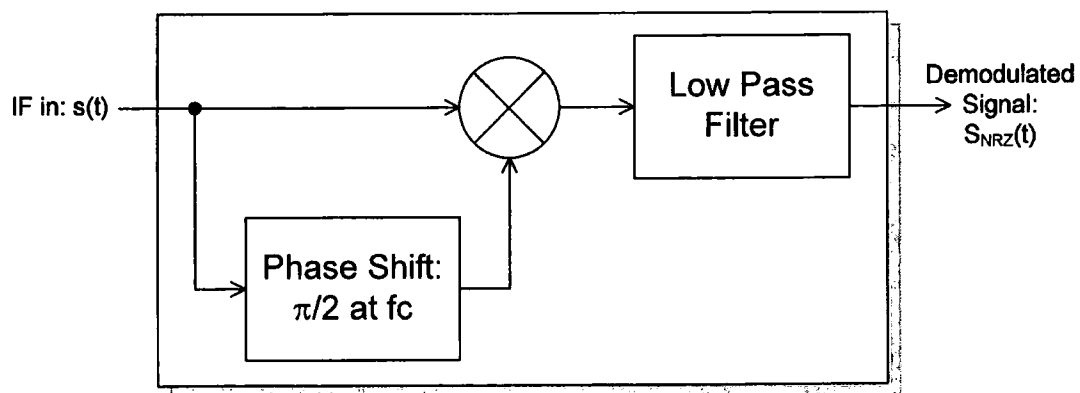 IF in: s(t)
Low Pass
Filter
Demodulated
Signal:
SNRZ(t)
Phase Shift:
π/2 at fc